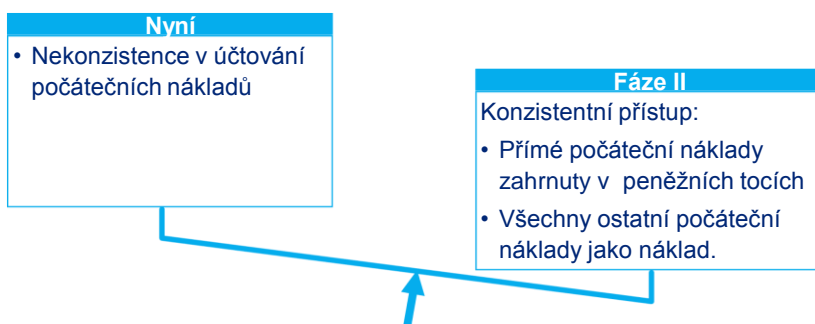 Nyní
• Nekonzistence v účtování
počátečních nákladů
Fáze II
Konzistentní přístup:
• Přímé počáteční náklady
zahrnuty v peněžních tocích
• Všechny ostatní počáteční
náklady jako náklad.